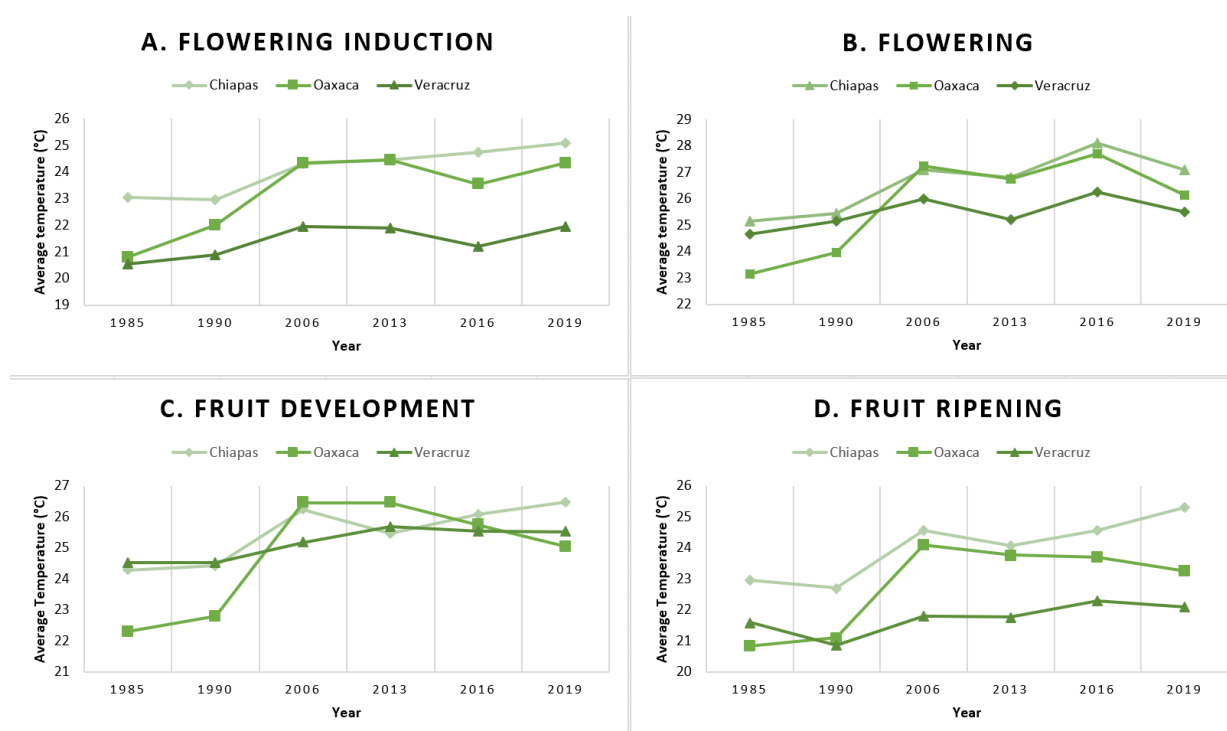 A. FLOWERING INDUCTION
Chiapas Oaxaca Veracruz
Average temperature (°C)
26
25
24
23
22
21
20
19
1985 1990 2006 2013 2016 2019
Year
B. FLOWERING
Chiapas Oaxaca Veracruz
Average temperature (°C)
29
28
27
26
25
24
23
22
1985 1990 2006 2013 2016 2019
Year
C. FRUIT DEVELOPMENT
Chiapas Oaxaca Veracruz
Average Temperature (°C)
27
26
25
24
23
22
21
1985 1990 2006 2013 2016 2019
Year
D. FRUIT RIPENING
Chiapas Oaxaca Veracruz
Average Temperature (°C)
26
25
24
23
22
21
20
1985 1990 2006 2013 2016 2019
Year